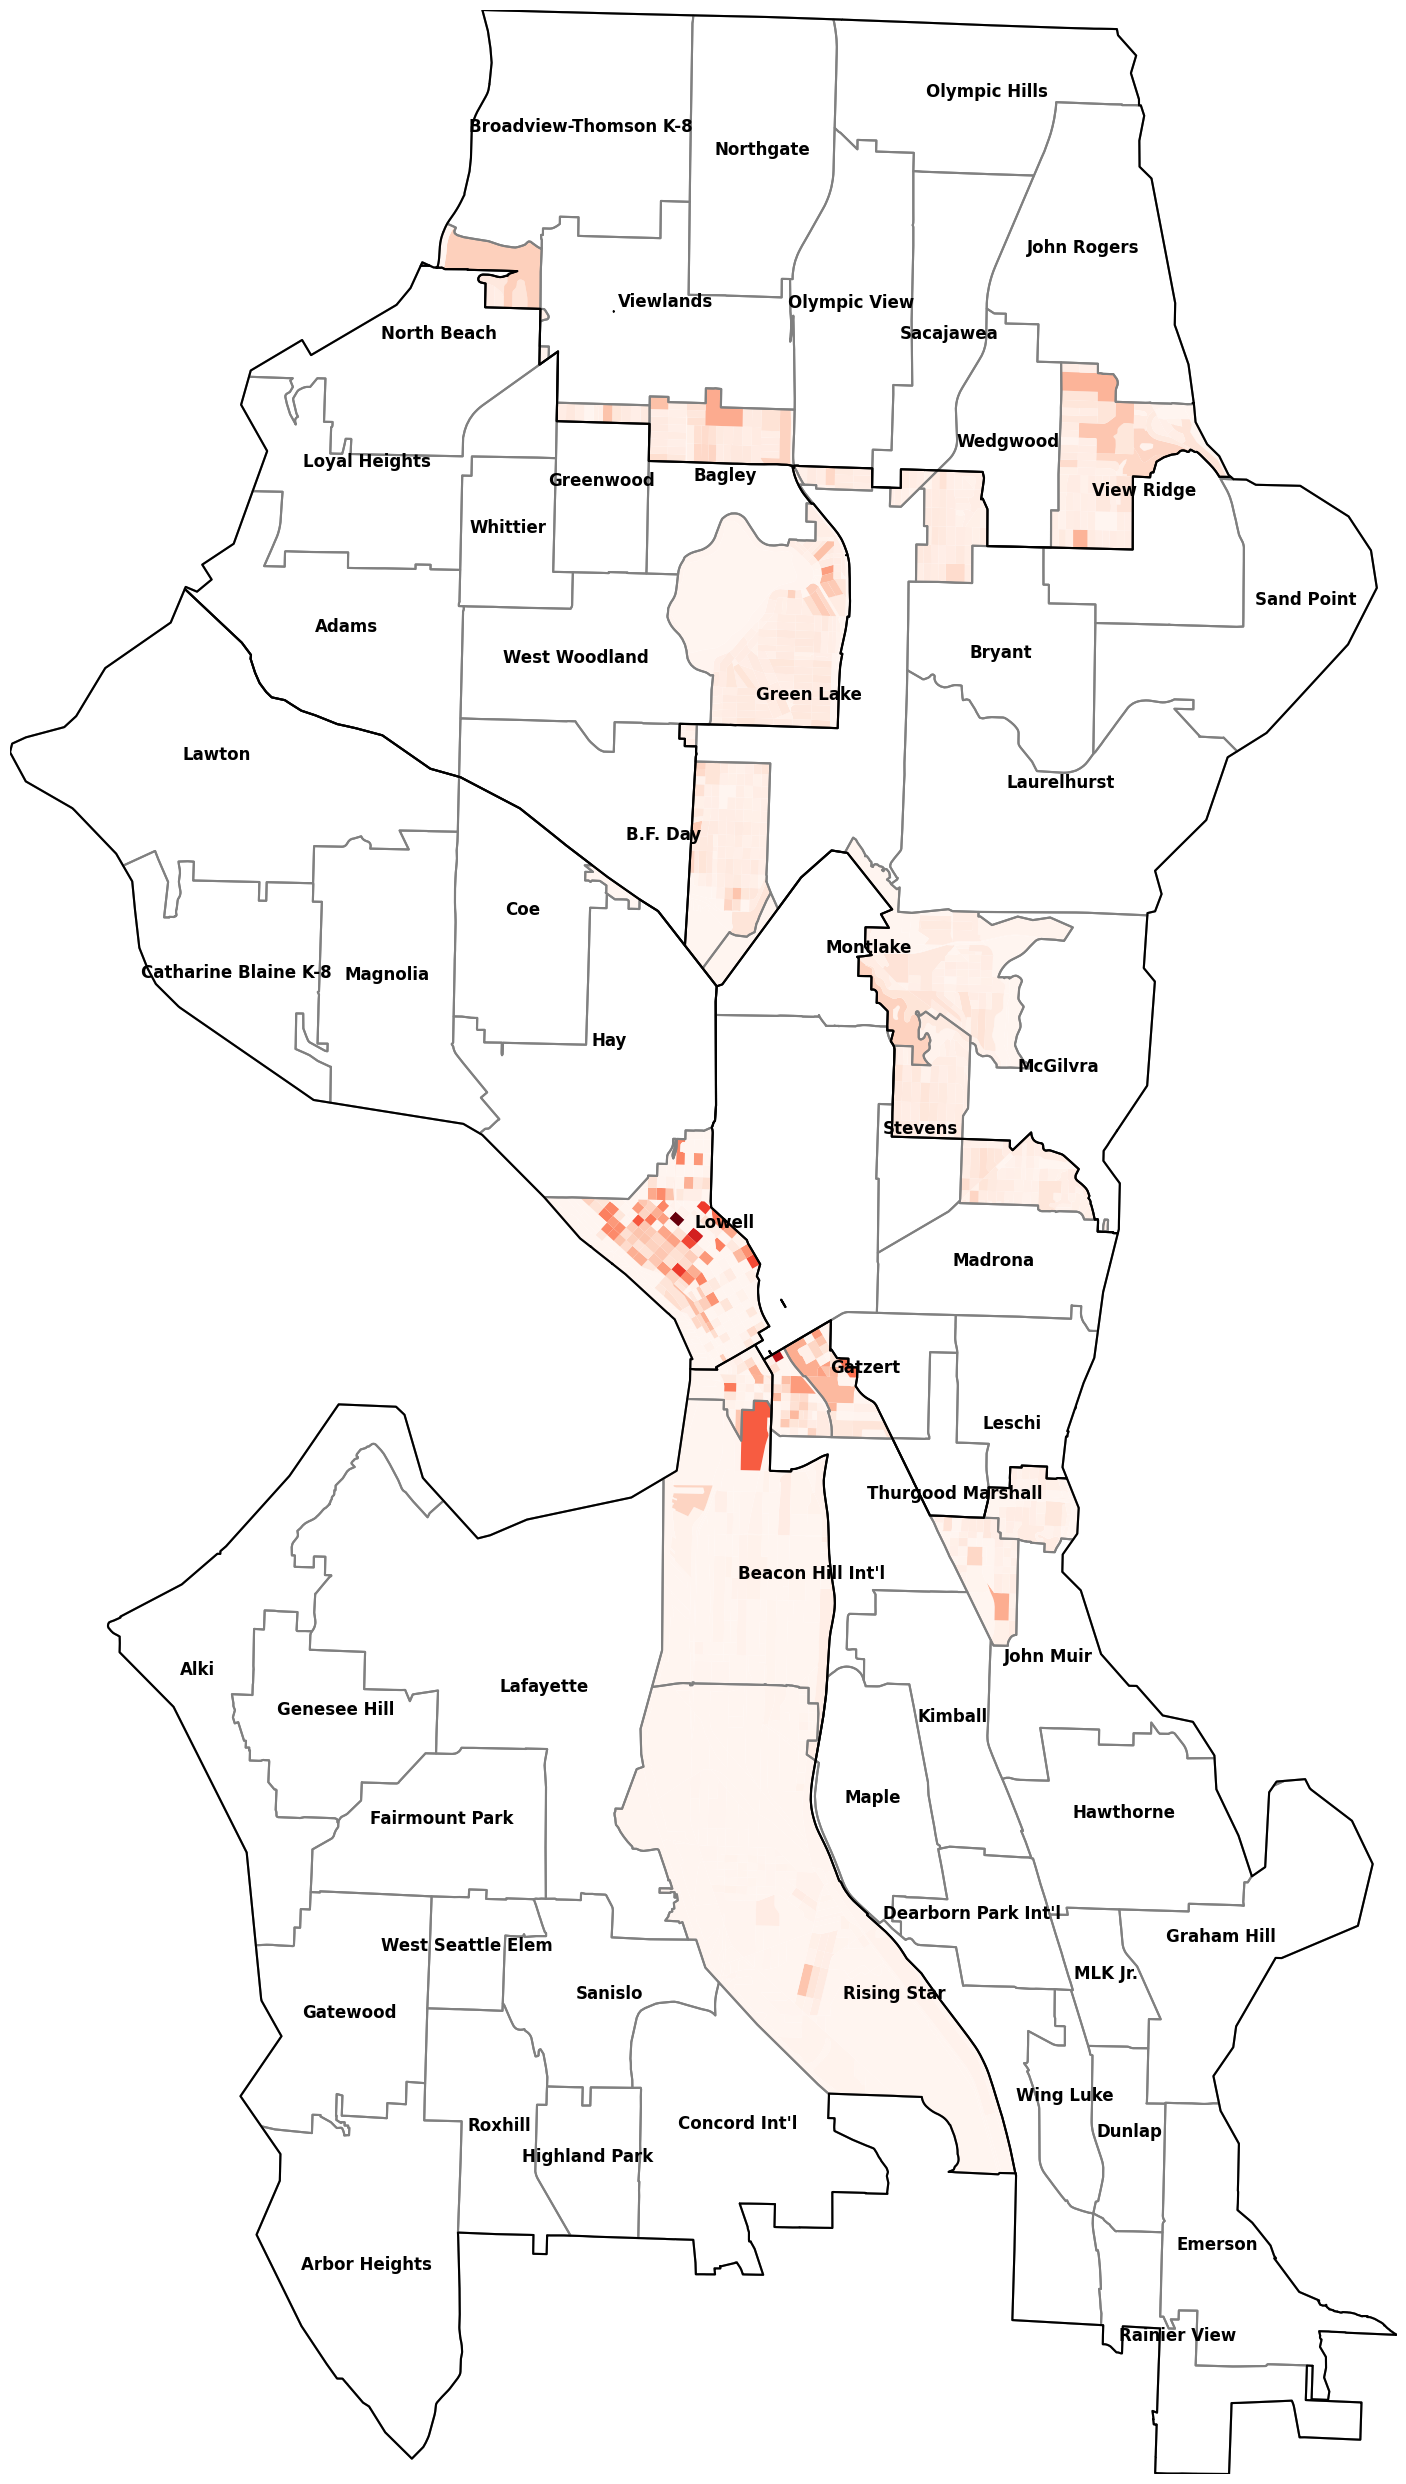 Olympic Hills
Broadview-Thomson K-8
Northgate
John Rogers
Viewlands
Olympic View
North Beach
Sacajawea
Wedgwood
Loyal Heights
Greenwood
Bagley
View Ridge
Whittier
Sand Point
Adams
Bryant
West Woodland
Green Lake
Lawton
Laurelhurst
B.F. Day
Coe
Montlake
Catharine Blaine K-8
Magnolia
Hay
McGilvra
Stevens
Lowell
Madrona
Gatzert
Leschi
Thurgood Marshall
Beacon Hill Int'l
John Muir
Alki
Lafayette
Genesee Hill
Kimball
Maple
Hawthorne
Fairmount Park
Dearborn Park Int'l
Graham Hill
West Seattle Elem
MLK Jr.
Sanislo
Rising Star
Gatewood
Wing Luke
Concord Int'l
Roxhill
Dunlap
Highland Park
Emerson
Arbor Heights
Rainier View